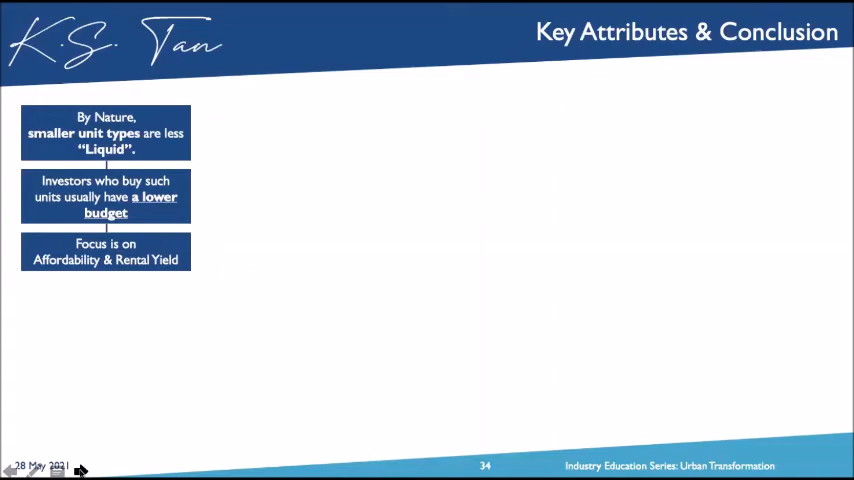 K.S. Tan
Key Attributes & Conclusion
By Nature,
smaller unit types are less
“Liquid”.
Investors who buy such
units usually have a lower
budget
Focus is on
Affordability & Rental Yield
28 May 2021
34
Industry Education Series: Urban Transformation